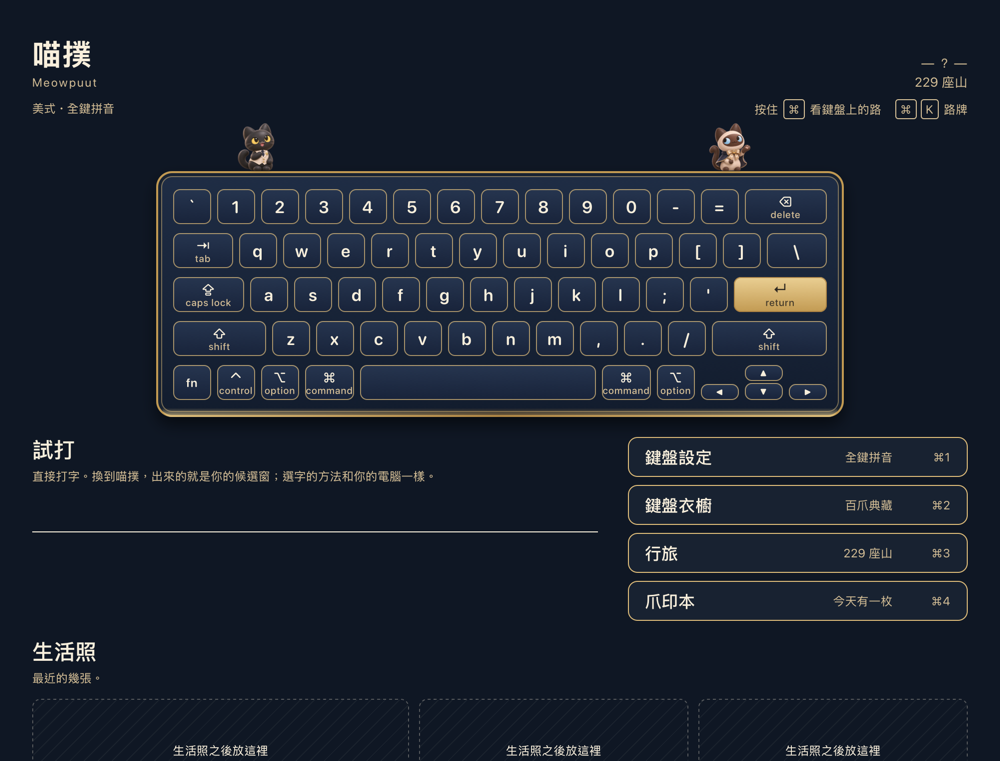 喵撲
Meowpuut
美式・全鍵拼音
— ? —
229 座山
按住 ⌘ 看鍵盤上的路 ⌘ K 路牌
` 1 2 3 4 5 6 7 8 9 0 - = delete
tab q w e r t y u i o p [ ] \
caps lock a s d f g h j k l ; ' return
shift z x c v b n m , . / shift
fn control option command command option
試打
直接打字。換到喵撲，出來的就是你的候選窗；選字的方法和你的電腦一樣。
鍵盤設定 全鍵拼音 ⌘1
鍵盤衣櫥 百爪典藏 ⌘2
行旅 229 座山 ⌘3
爪印本 今天有一枚 ⌘4
生活照
最近的幾張。
生活照之後放這裡 生活照之後放這裡 生活照之後放這裡